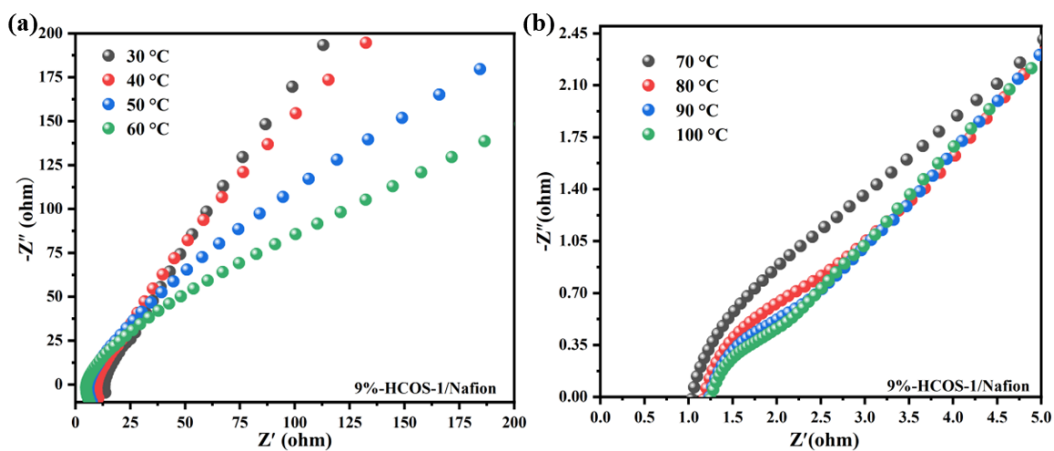 (a)
200
175
150
125
100
75
50
25
0
-Z″ (ohm)
30 °C
40 °C
50 °C
60 °C
9%-HCOS-1/Nafion
0 25 50 75 100 125 150 175 200
Z′ (ohm)
(b)
2.45
2.10
1.75
1.40
1.05
0.70
0.35
0.00
-Z″(ohm)
70 °C
80 °C
90 °C
100 °C
9%-HCOS-1/Nafion
0.0 0.5 1.0 1.5 2.0 2.5 3.0 3.5 4.0 4.5 5.0
Z′(ohm)